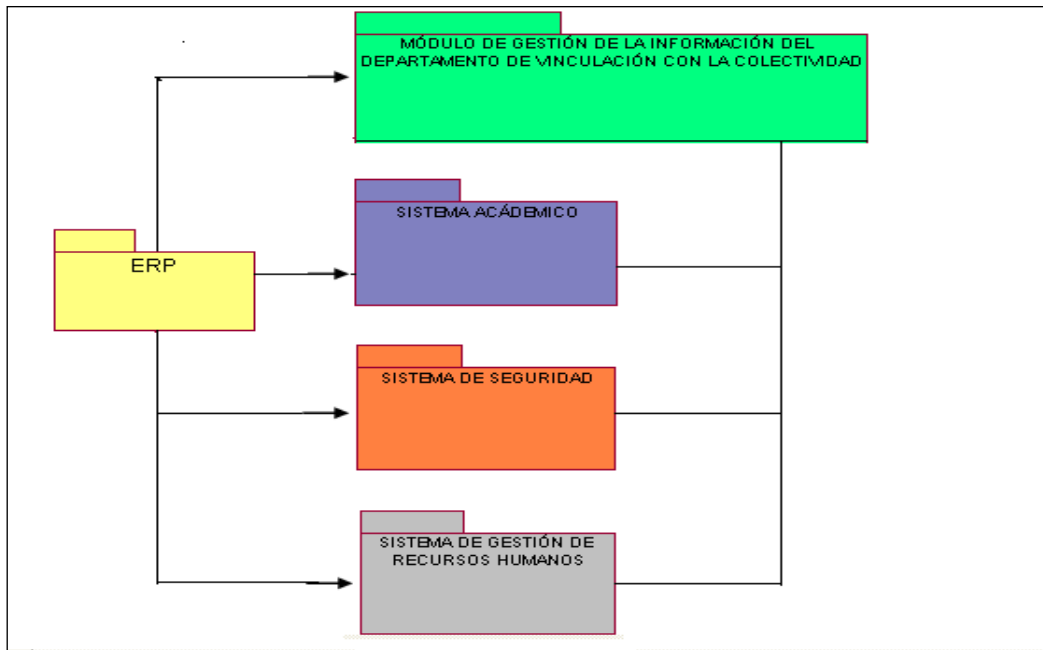 MÓDULO DE GESTIÓN DE LA INFORMACIÓN DEL
DEPARTAMENTO DE VINCULACIÓN CON LA COLECTIVIDAD
SISTEMA ACÁDEMICO
ERP
SISTEMA DE SEGURIDAD
SISTEMA DE GESTIÓN DE
RECURSOS HUMANOS